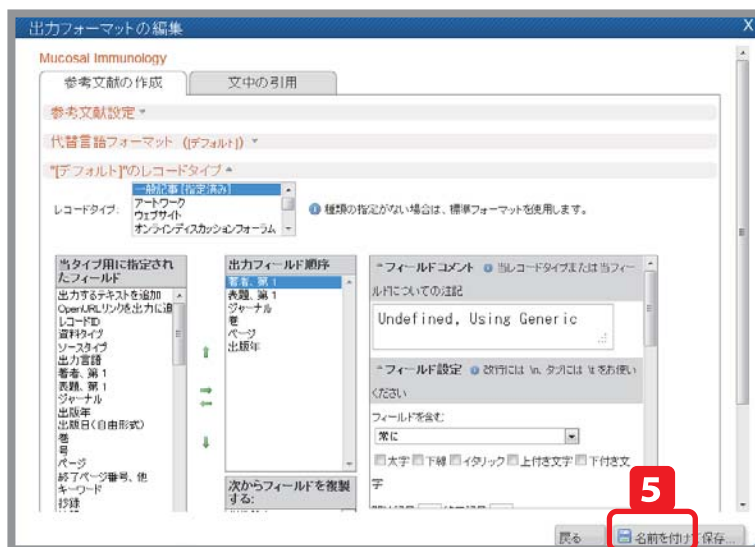 出力フォーマットの編集
X
Mucosal Immunology
参考文献の作成
文中の引用
参考文献設定
代替言語フォーマット ([デフォルト])
"[デフォルト]"のレコードタイプ
レコードタイプ:
一般記事[指定済み]
アートワーク
ウェブサイト
オンラインディスカッションフォーラム
種類の指定がない場合は、標準フォーマットを使用します。
当タイプ用に指定され
たフィールド
出力するテキストを追加
OpenURLリンクを出力に追
レコードID
資料タイプ
ソースタイプ
出力言語
著者、第 1
表題、第 1
ジャーナル
出版年
出版日(自由形式)
巻
号
ページ
終了ページ番号、他
キーワード
抄録
出力フィールド順序
著者、第 1
表題、第 1
ジャーナル
巻
ページ
出版年
次からフィールドを複製
する:
フィールドコメント 当レコードタイプまたは当フィー
ルドについての注記
Undefined, Using Generic
フィールド設定 改行には \n、タブには \t をお使い
ください
フィールドを含む
常に
太字 下線 イタリック 上付き文字 下付き文
字
5
戻る
名前を付けて保存...